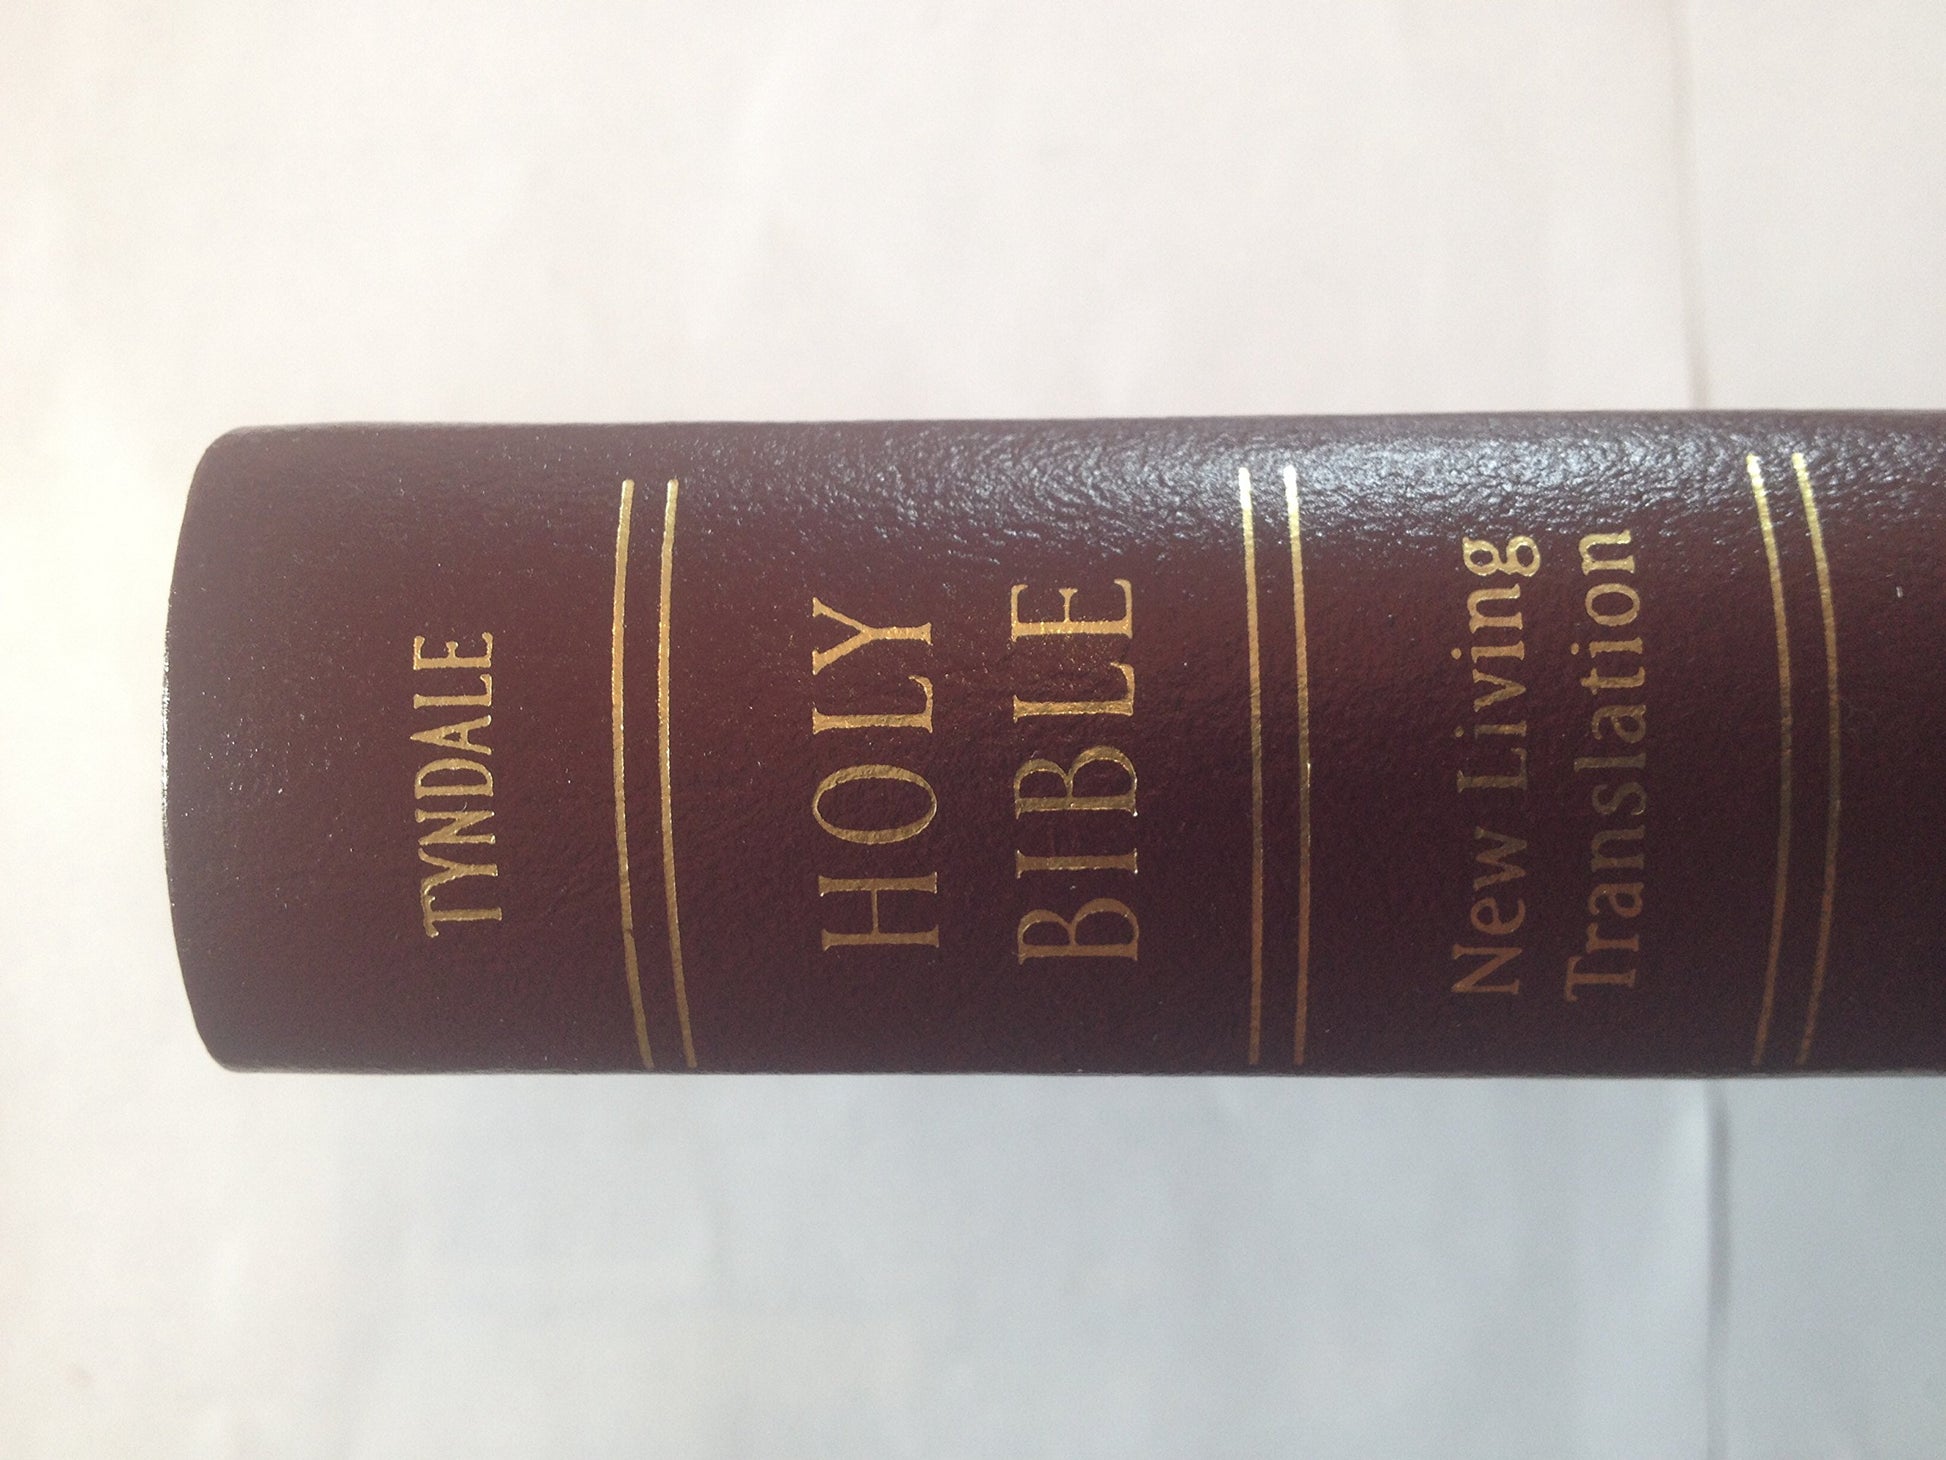 TYNDALE
HOLY
BIBLE
New Living
Translation